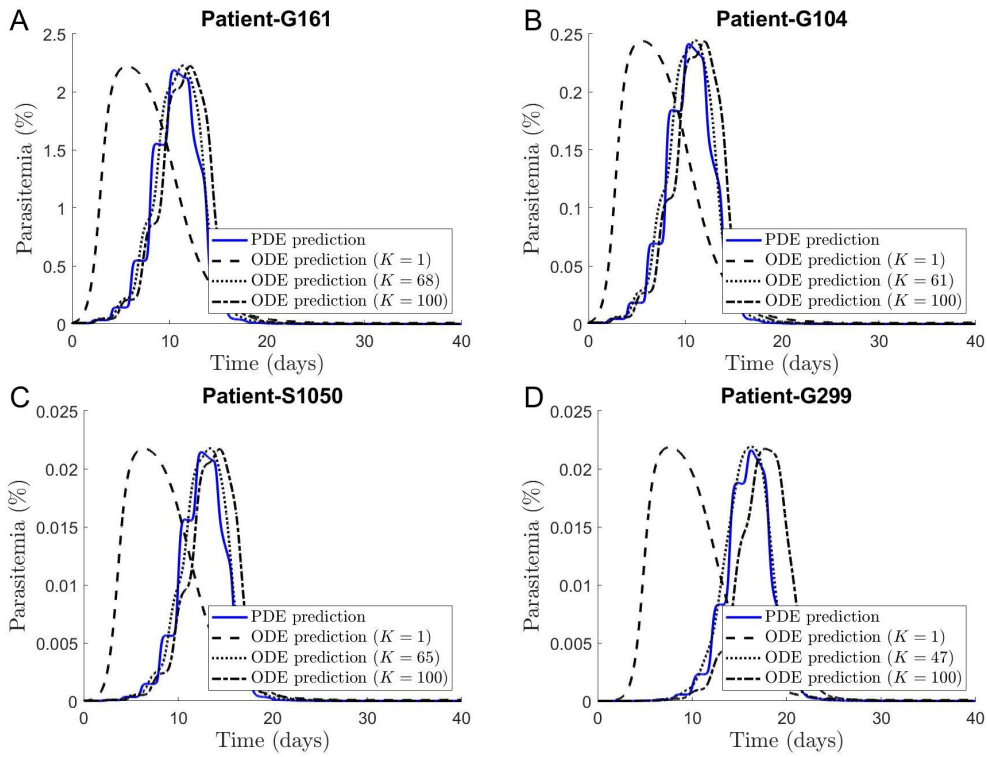 A
Patient-G161
Parasitemia (%)
2.5
2
1.5
1
0.5
0
PDE prediction
ODE prediction (K = 1)
ODE prediction (K = 68)
ODE prediction (K = 100)
0 10 20 30 40
Time (days)
B
Patient-G104
Parasitemia (%)
0.25
0.2
0.15
0.1
0.05
0
PDE prediction
ODE prediction (K = 1)
ODE prediction (K = 61)
ODE prediction (K = 100)
0 10 20 30 40
Time (days)
C
Patient-S1050
Parasitemia (%)
0.025
0.02
0.015
0.01
0.005
0
PDE prediction
ODE prediction (K = 1)
ODE prediction (K = 65)
ODE prediction (K = 100)
0 10 20 30 40
Time (days)
D
Patient-G299
Parasitemia (%)
0.025
0.02
0.015
0.01
0.005
0
PDE prediction
ODE prediction (K = 1)
ODE prediction (K = 47)
ODE prediction (K = 100)
0 10 20 30 40
Time (days)